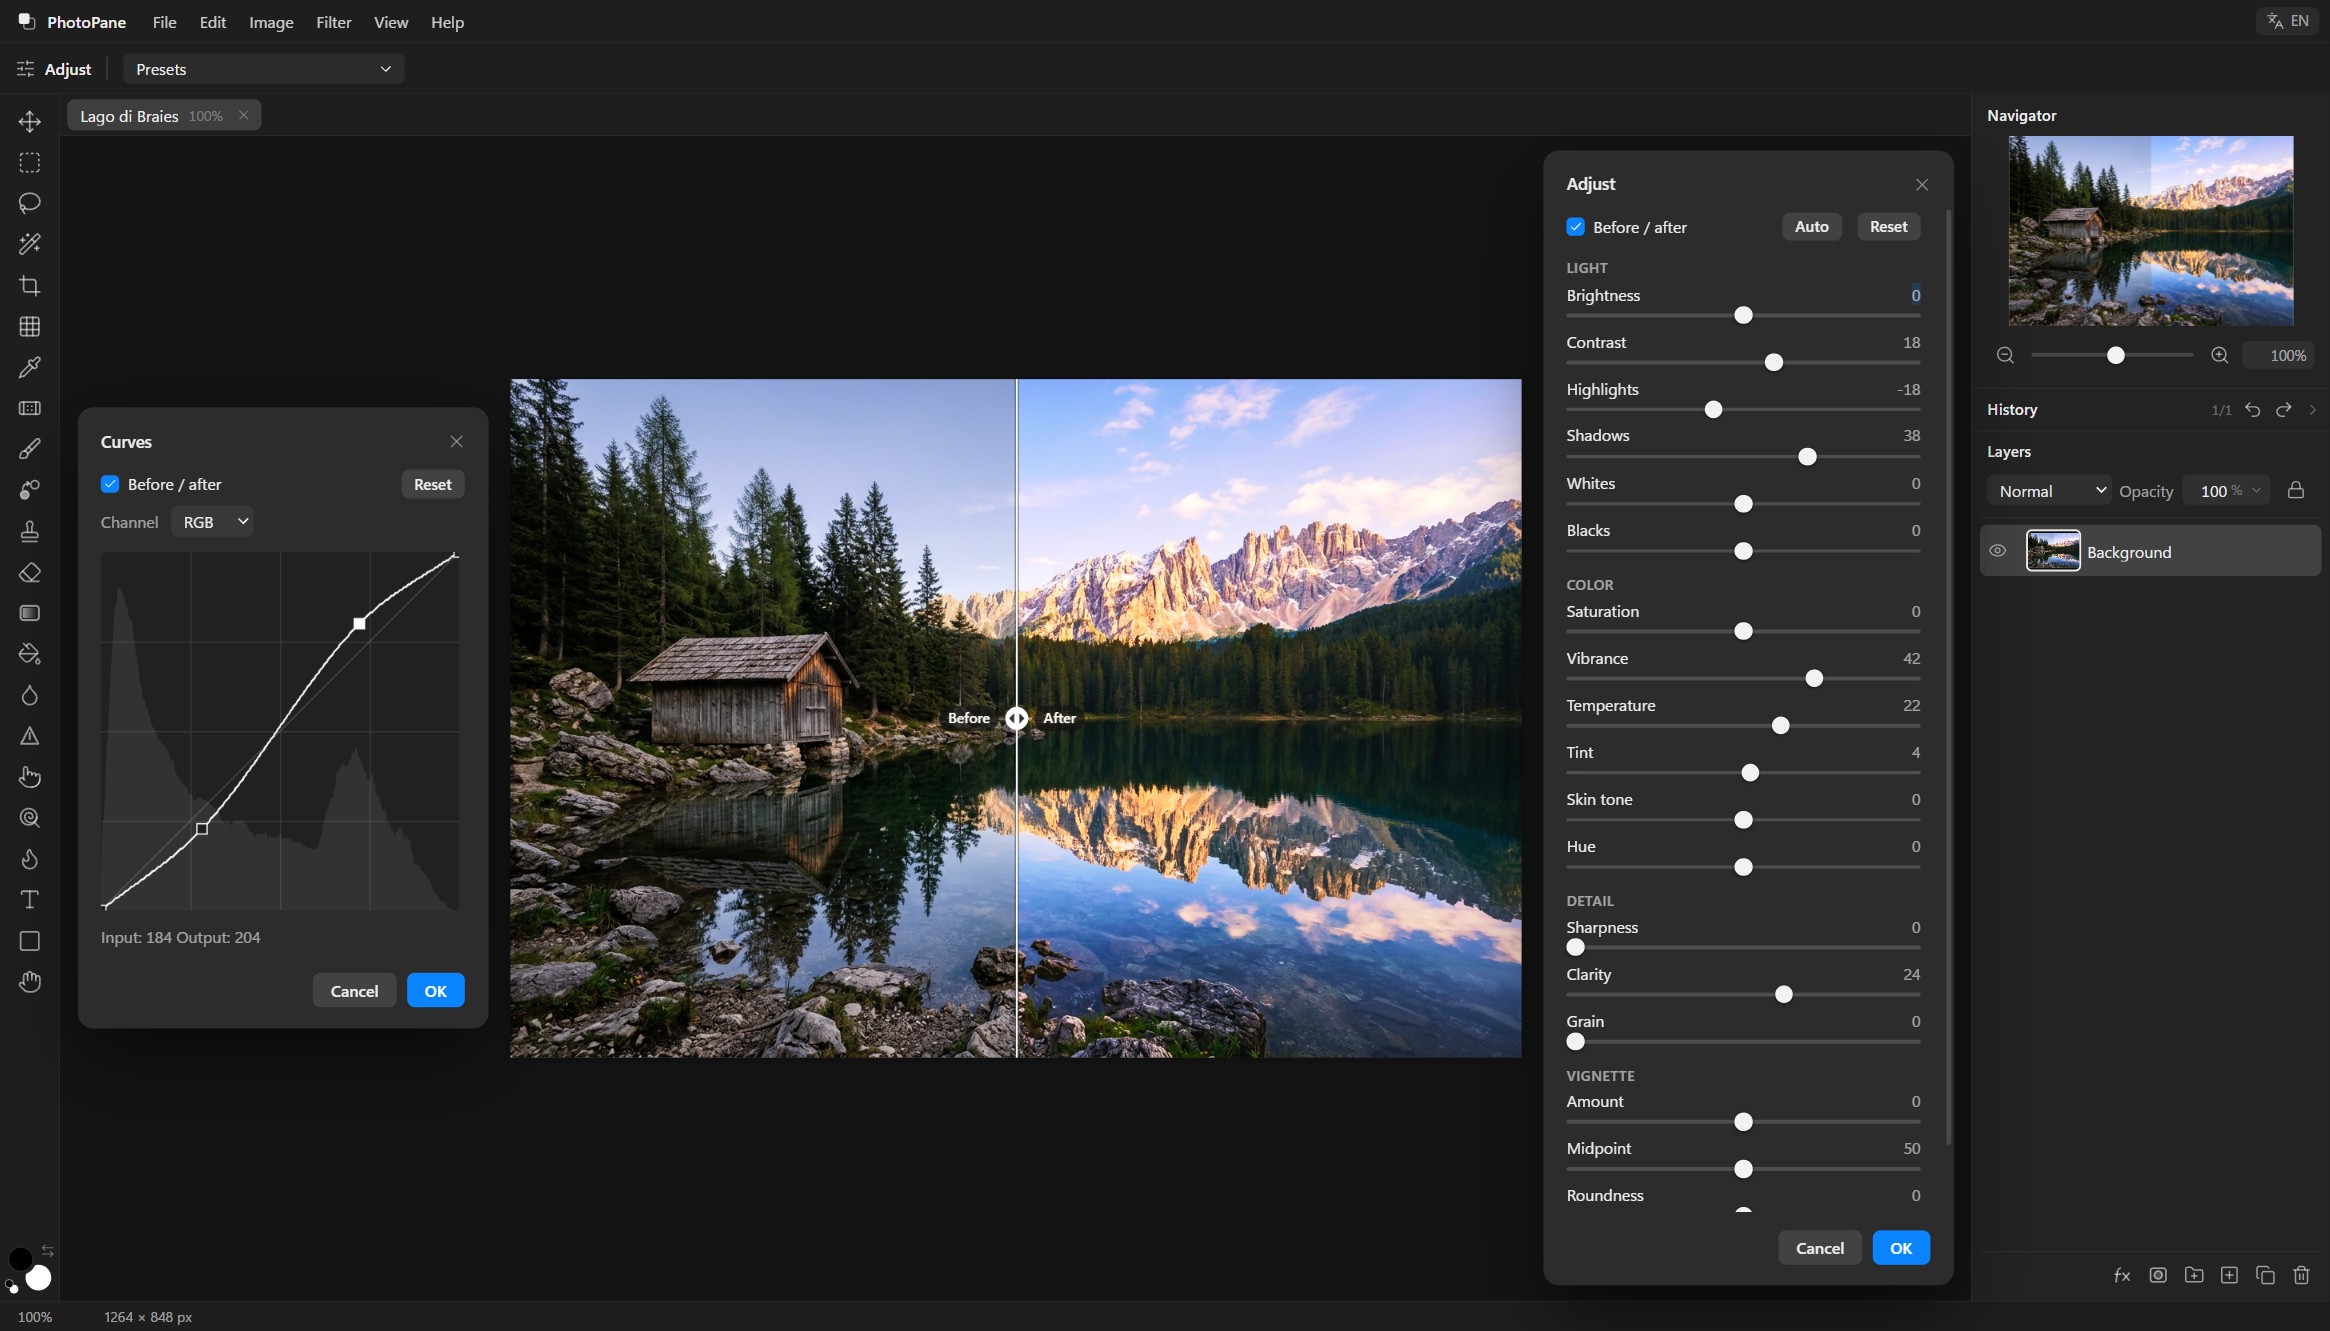 PhotoPane File Edit Image Filter View Help
EN
Adjust
Presets
Lago di Braies 100%
Curves
Before / after
Reset
Channel RGB
Input: 184 Output: 204
Cancel
OK
Before
After
Adjust
Before / after
Auto
Reset
LIGHT
Brightness 0
Contrast 18
Highlights -18
Shadows 38
Whites 0
Blacks 0
COLOR
Saturation 0
Vibrance 42
Temperature 22
Tint 4
Skin tone 0
Hue 0
DETAIL
Sharpness 0
Clarity 24
Grain 0
VIGNETTE
Amount 0
Midpoint 50
Roundness 0
Cancel
OK
Navigator
100%
History 1/1
Layers
Normal Opacity 100 %
Background
fx
100% 1264 × 848 px